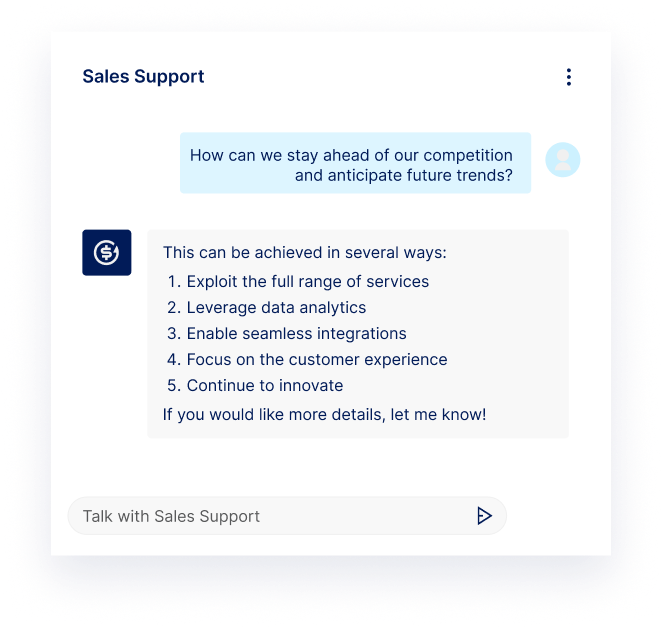 Sales Support
How can we stay ahead of our competition
and anticipate future trends?
This can be achieved in several ways:
1. Exploit the full range of services
2. Leverage data analytics
3. Enable seamless integrations
4. Focus on the customer experience
5. Continue to innovate
If you would like more details, let me know!
Talk with Sales Support